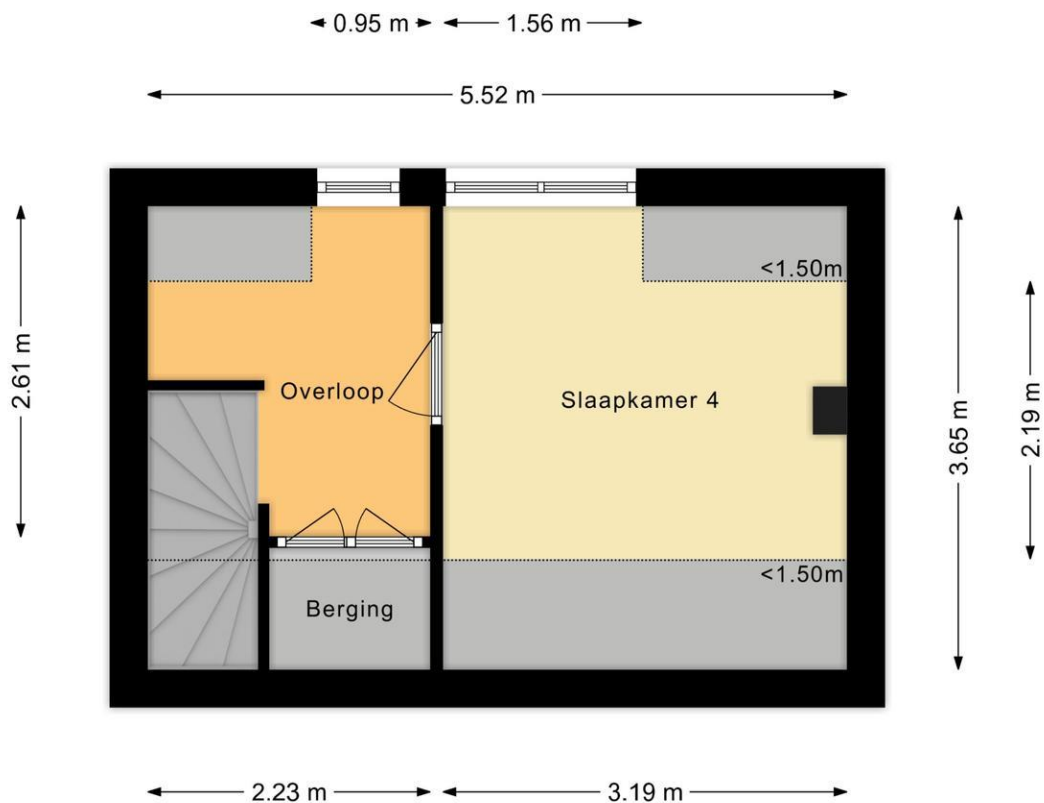 0.95 m
1.56 m
5.52 m
<1.50m
2.61 m
Overloop
Slaapkamer 4
3.65 m
2.19 m
<1.50m
Berging
2.23 m
3.19 m